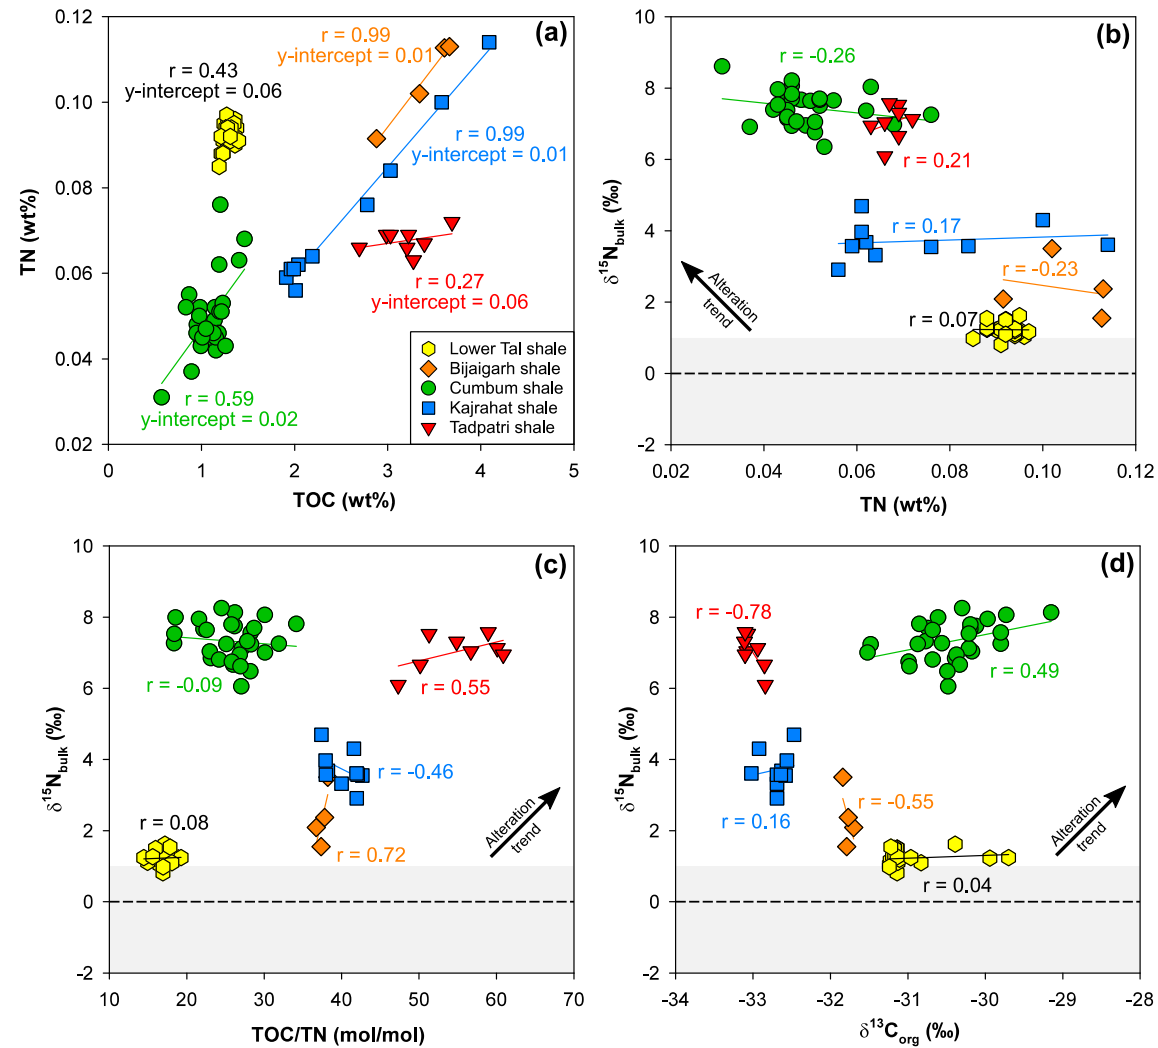 (a)
0.12
0.10
0.08
0.06
0.04
0.02
TN (wt%)
r = 0.99
y-intercept = 0.01
r = 0.43
y-intercept = 0.06
r = 0.99
y-intercept = 0.01
r = 0.27
y-intercept = 0.06
r = 0.59
y-intercept = 0.02
Lower Tal shale
Bijaigarh shale
Cumbum shale
Kajrahat shale
Tadpatri shale
0 1 2 3 4 5
TOC (wt%)
(b)
10
8
6
4
2
0
-2
δ15Nbulk (‰)
r = -0.26
r = 0.21
r = 0.17
r = -0.23
r = 0.07
Alteration
trend
0.02 0.04 0.06 0.08 0.10 0.12
TN (wt%)
(c)
10
8
6
4
2
0
-2
δ15Nbulk (‰)
r = -0.09
r = 0.55
r = -0.46
r = 0.08
r = 0.72
Alteration
trend
10 20 30 40 50 60 70
TOC/TN (mol/mol)
(d)
10
8
6
4
2
0
-2
δ15Nbulk (‰)
r = -0.78
r = 0.49
r = 0.16
r = -0.55
r = 0.04
Alteration
trend
-34 -33 -32 -31 -30 -29 -28
δ13Corg (‰)